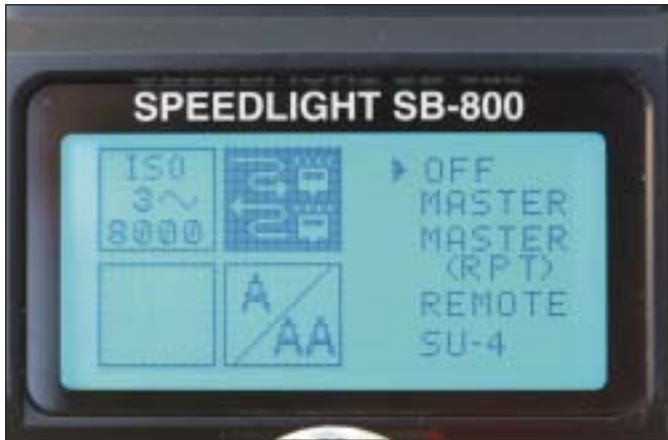 SPEEDLIGHT SB-800
ISO
3~
8000
A/AA
OFF
MASTER
MASTER
(RPT)
REMOTE
SU-4